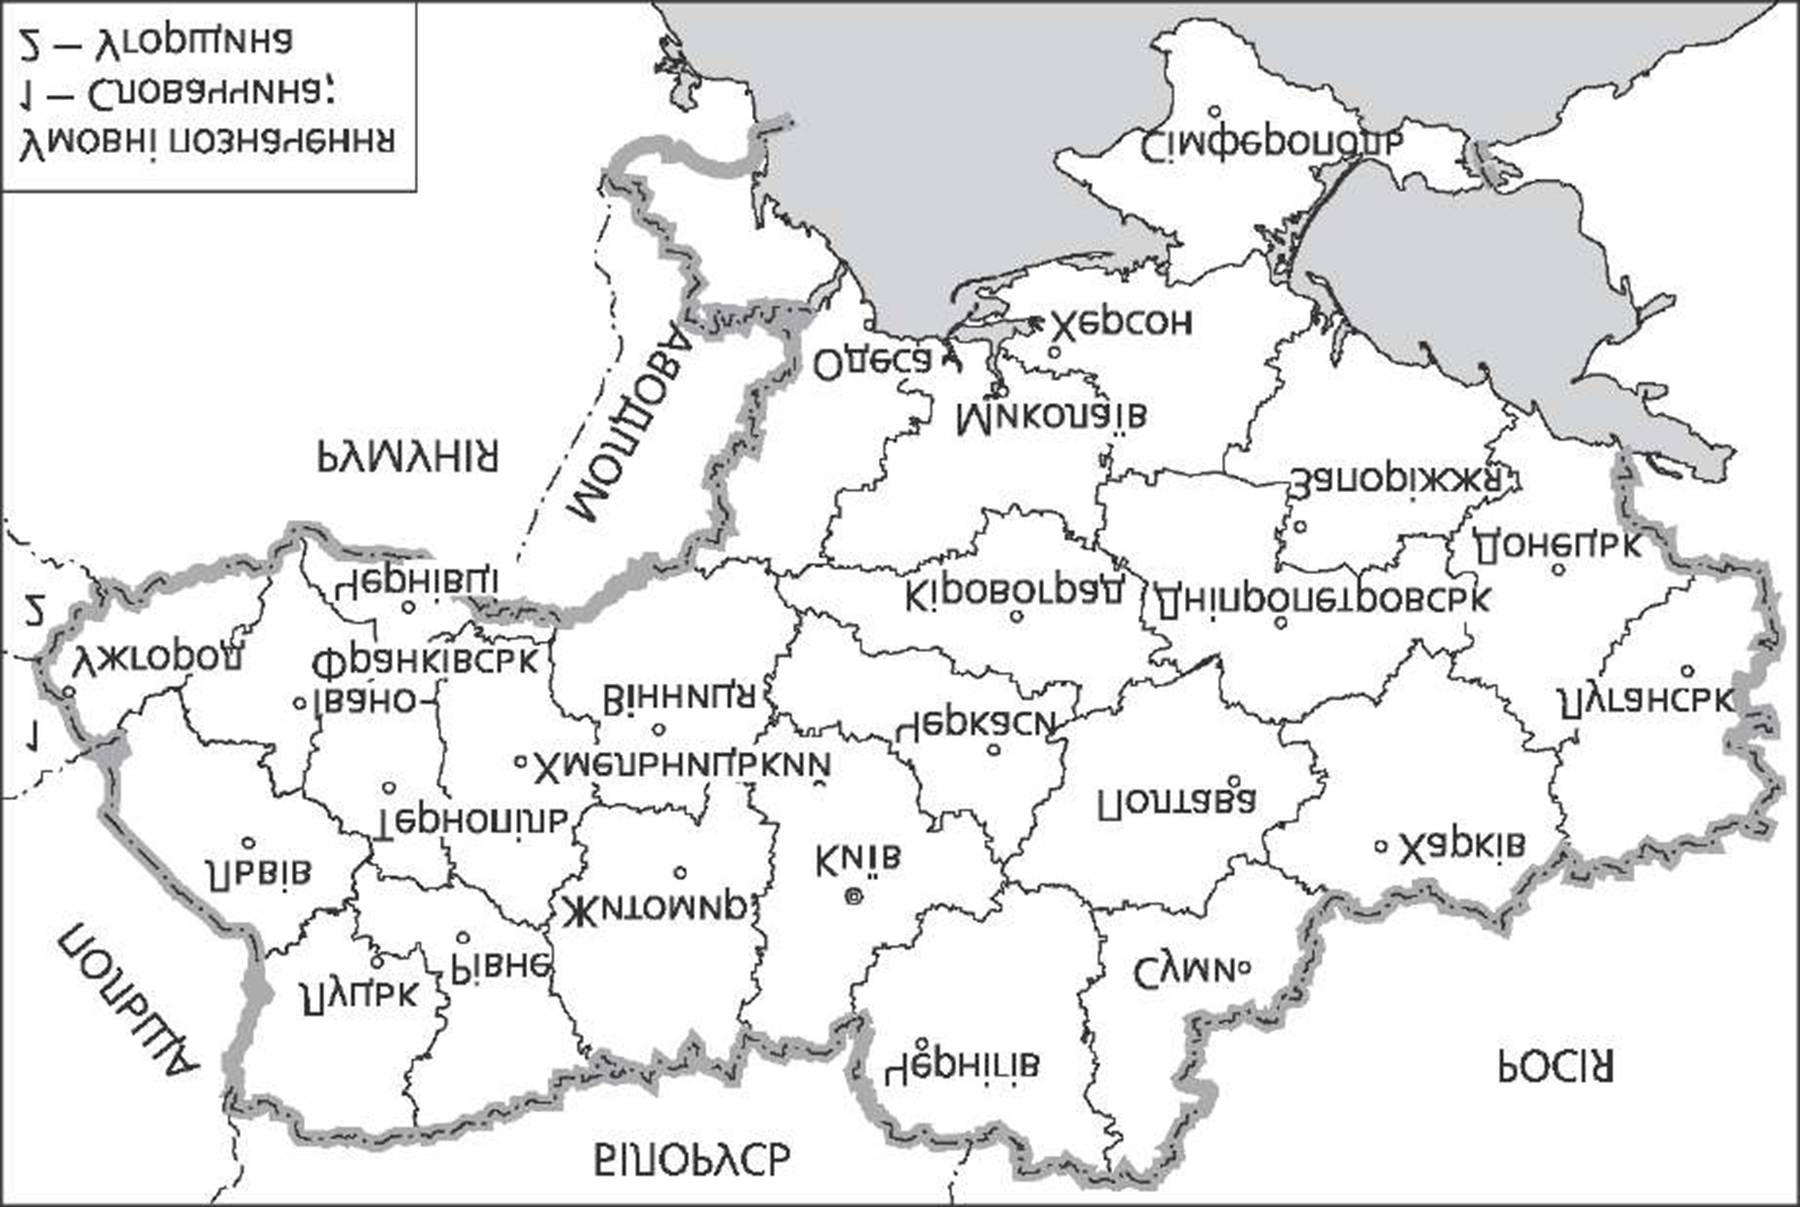 БІЛОРУСЬ
РОСІЯ
ПОЛЬЩА
Чернігів
Суми
Луцьк
Рівне
Житомир
Київ
Львів
Харків
Полтава
Тернопіль
Хмельницький
Черкаси
Вінниця
Луганськ
Івано-
Франківськ
Ужгород
1
2
Чернівці
Кіровоград
Дніпропетровськ
Донецьк
Запоріжжя
РУМУНІЯ
МОЛДОВА
Миколаїв
Одеса
Херсон
Сімферополь
Умовні позначення
1 – Словаччина;
2 – Угорщина